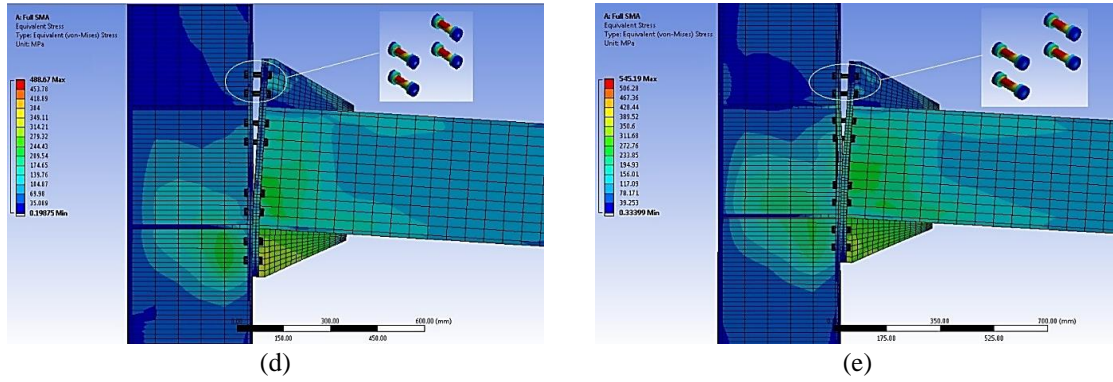 A: Full SMA
Equivalent Stress
Type: Equivalent (von-Mises) Stress
Unit: MPa
488.67 Max
453.78
418.89
384
349.11
314.21
279.32
244.43
209.54
174.65
139.76
104.87
69.98
35.089
0.19875 Min
300.00
600.00 (mm)
150.00
450.00
(d)
A: Full SMA
Equivalent Stress
Type: Equivalent (von-Mises) Stress
Unit: MPa
545.19 Max
506.28
467.36
428.44
389.52
350.6
311.68
272.76
233.85
194.93
156.01
117.09
78.171
39.253
0.33399 Min
350.00
700.00 (mm)
175.00
525.00
(e)